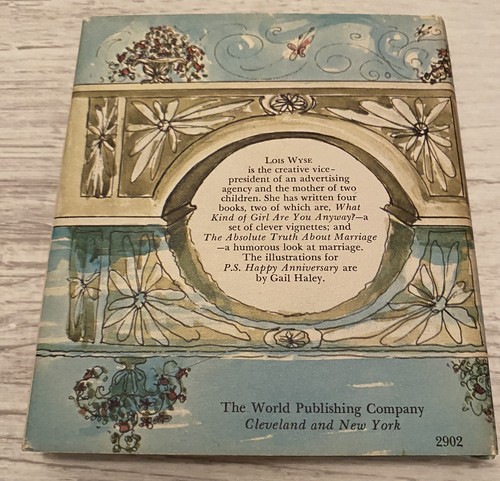 Lois Wyse
is the creative vice-
president of an advertising
agency and the mother of two
children. She has written four
books, two of which are, What
Kind of Girl Are You Anyway?—a
set of clever vignettes; and
The Absolute Truth About Marriage
—a humorous look at marriage.
The illustrations for
P.S. Happy Anniversary are
by Gail Haley.
The World Publishing Company
Cleveland and New York
2902